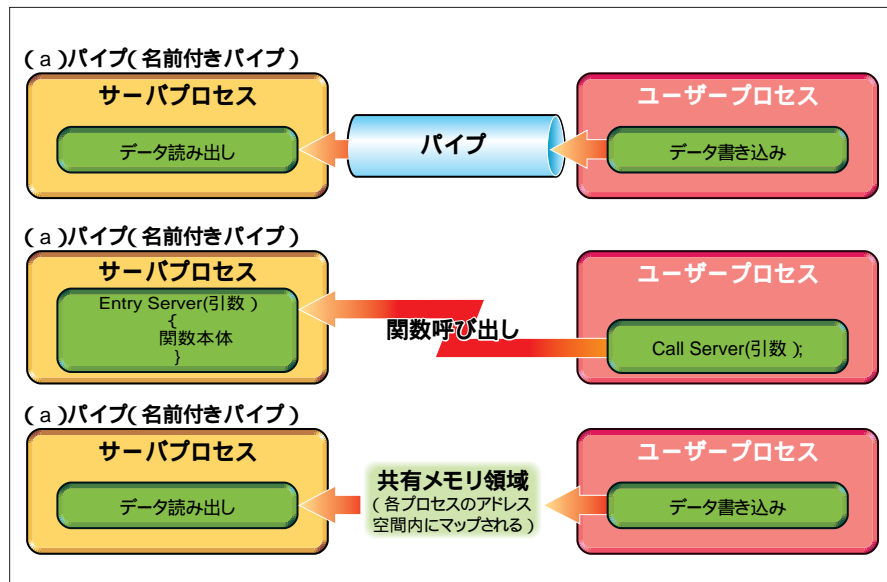 (a)パイプ(名前付きパイプ)
サーバプロセス
データ読み出し
パイプ
ユーザープロセス
データ書き込み
(a)パイプ(名前付きパイプ)
サーバプロセス
Entry Server(引数)
{
関数本体
}
関数呼び出し
ユーザープロセス
Call Server(引数);
(a)パイプ(名前付きパイプ)
サーバプロセス
データ読み出し
共有メモリ領域
(各プロセスのアドレス
空間内にマップされる)
ユーザープロセス
データ書き込み